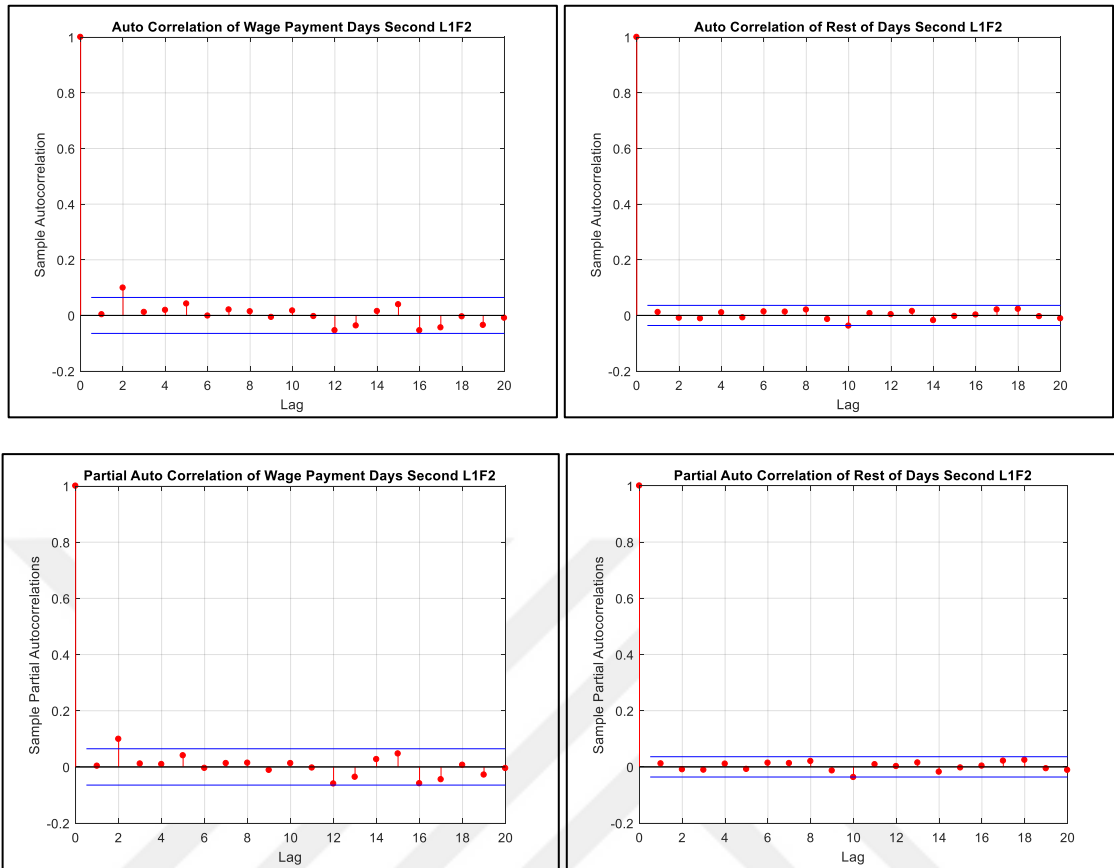 Auto Correlation of Wage Payment Days Second L1F2
1
0.8
0.6
0.4
0.2
0
-0.2
Sample Autocorrelation
0 2 4 6 8 10 12 14 16 18 20
Lag
Auto Correlation of Rest of Days Second L1F2
1
0.8
0.6
0.4
0.2
0
-0.2
Sample Autocorrelation
0 2 4 6 8 10 12 14 16 18 20
Lag
Partial Auto Correlation of Wage Payment Days Second L1F2
1
0.8
0.6
0.4
0.2
0
-0.2
Sample Partial Autocorrelations
0 2 4 6 8 10 12 14 16 18 20
Lag
Partial Auto Correlation of Rest of Days Second L1F2
1
0.8
0.6
0.4
0.2
0
-0.2
Sample Partial Autocorrelations
0 2 4 6 8 10 12 14 16 18 20
Lag